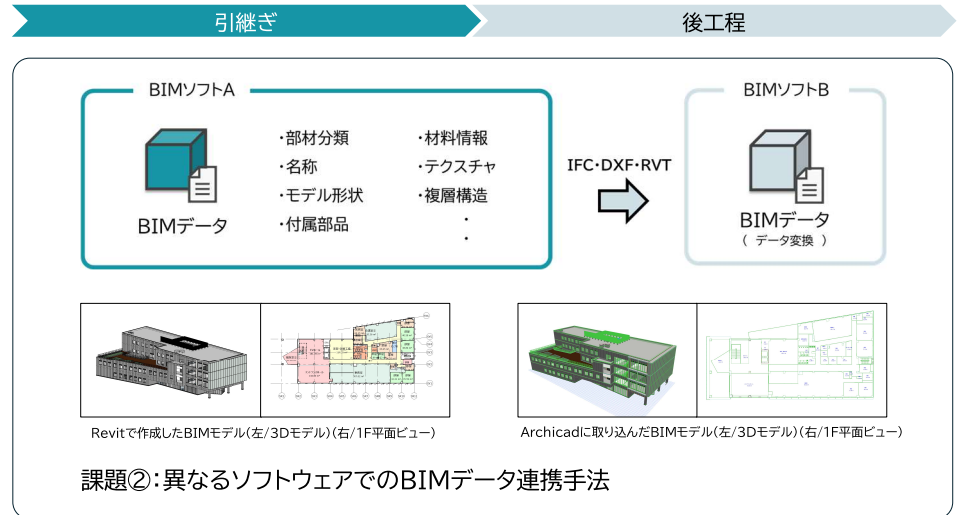 引継ぎ
後工程
BIMソフトA
BIMデータ
・部材分類
・名称
・モデル形状
・付属部品
・材料情報
・テクスチャ
・複層構造
・
・
IFC・DXF・RVT
BIMソフトB
BIMデータ
( データ変換 )
Revitで作成したBIMモデル(左/3Dモデル)(右/1F平面ビュー)
Archicadに取り込んだBIMモデル(左/3Dモデル)(右/1F平面ビュー)
課題②:異なるソフトウェアでのBIMデータ連携手法